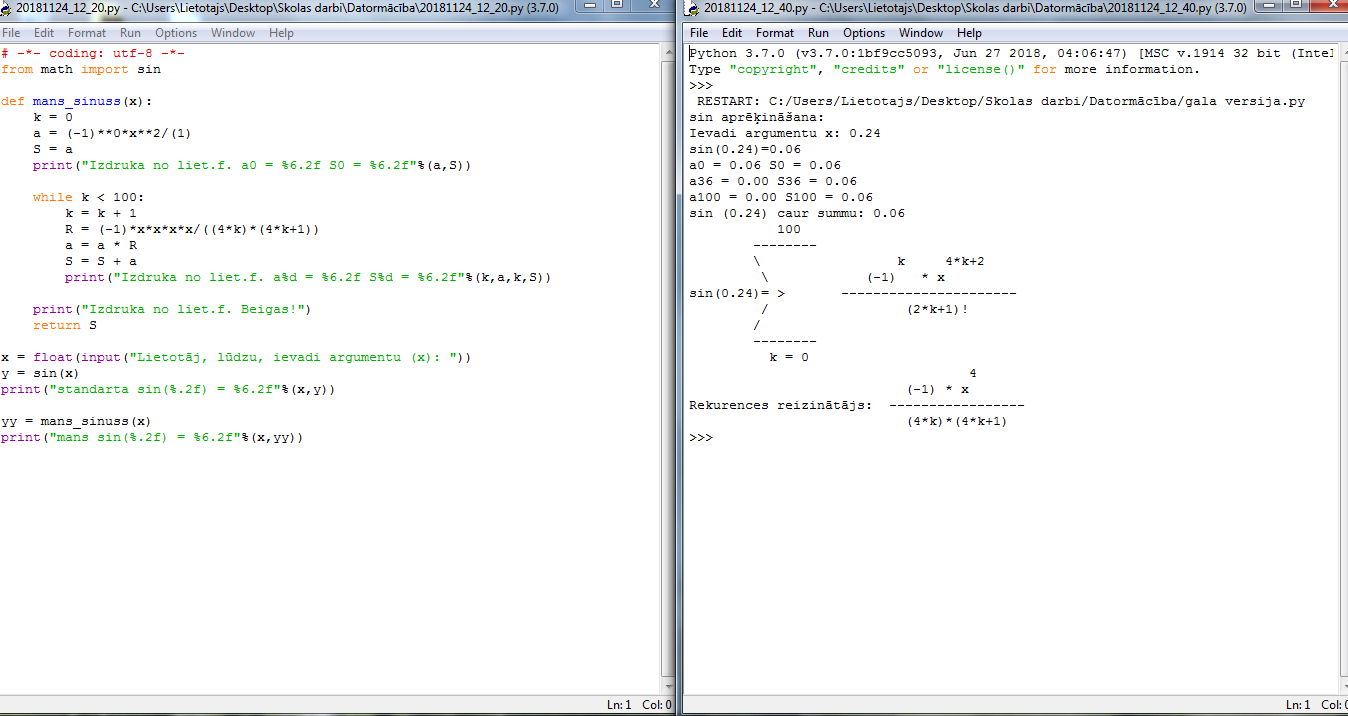 20181124_12_20.py - C:\Users\Lietotajs\Desktop\Skolas darbi\Datormācība\20181124_12_20.py (3.7.0)
File Edit Format Run Options Window Help
# -*- coding: utf-8 -*-
from math import sin

def mans_sinuss(x):
    k = 0
    a = (-1)**0*x**2/(1)
    S = a
    print("Izdruka no liet.f. a0 = %6.2f S0 = %6.2f"%(a,S))

    while k < 100:
        k = k + 1
        R = (-1)*x*x*x*x/((4*k)*(4*k+1))
        a = a * R
        S = S + a
        print("Izdruka no liet.f. a%d = %6.2f S%d = %6.2f"%(k,a,k,S))

    print("Izdruka no liet.f. Beigas!")
    return S

x = float(input("Lietotāj, lūdzu, ievadi argumentu (x): "))
y = sin(x)
print("standarta sin(%.2f) = %6.2f"%(x,y))

yy = mans_sinuss(x)
print("mans sin(%.2f) = %6.2f"%(x,yy))
Ln: 1 Col: 0
20181124_12_40.py - C:\Users\Lietotajs\Desktop\Skolas darbi\Datormācība\20181124_12_40.py (3.7.0)
File Edit Format Run Options Window Help
Python 3.7.0 (v3.7.0:1bf9cc5093, Jun 27 2018, 04:06:47) [MSC v.1914 32 bit (Intel
Type "copyright", "credits" or "license()" for more information.
>>>
 RESTART: C:/Users/Lietotajs/Desktop/Skolas darbi/Datormācība/gala versija.py
sin aprēķināšana:
Ievadi argumentu x: 0.24
sin(0.24)=0.06
a0 = 0.06 S0 = 0.06
a36 = 0.00 S36 = 0.06
a100 = 0.00 S100 = 0.06
sin (0.24) caur summu: 0.06
           100
        --------
        \                 k     4*k+2
         \            (-1)   * x
sin(0.24)= >       ----------------------
         /                 (2*k+1)!
        /
        --------
          k = 0
                                   4
                           (-1) * x
Rekurences reizinātājs:  -----------------
                           (4*k)*(4*k+1)
>>>
Ln: 1 Col: 0